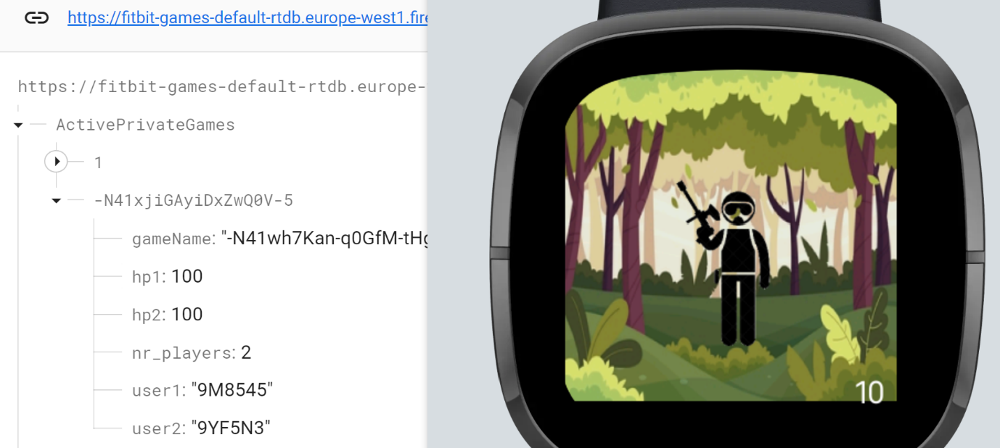 https://fitbit-games-default-rtdb.europe-west1.fire
https://fitbit-games-default-rtdb.europe-
ActivePrivateGames
1
-N41xjiGAyiDxZwQ0V-5
gameName: "-N41wh7Kan-q0GfM-tHg
hp1: 100
hp2: 100
nr_players: 2
user1: "9M8545"
user2: "9YF5N3"
10